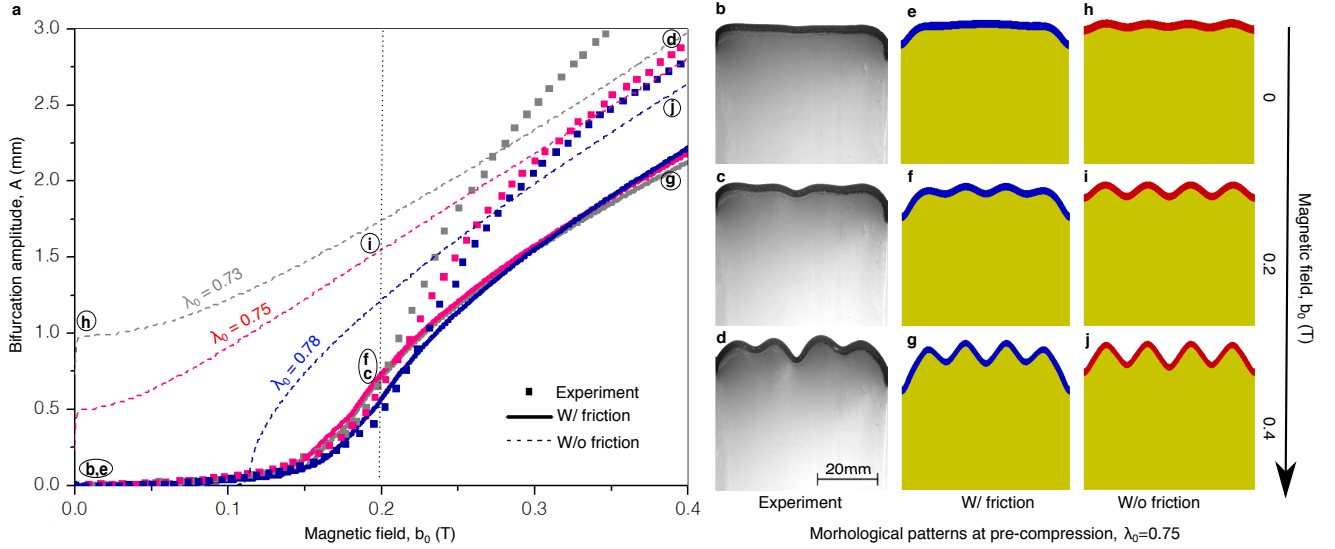 a
3.0
2.5
2.0
1.5
1.0
0.5
0.0
Bifurcation amplitude, A (mm)
0.0
0.1
0.2
0.3
0.4
Magnetic field, b₀ (T)
λ₀ = 0.73
λ₀ = 0.75
λ₀ = 0.78
h
b,e
i
f
c
d
j
g
Experiment
W/ friction
W/o friction
b
e
h
c
f
i
d
g
j
20mm
Experiment
W/ friction
W/o friction
0
0.2
0.4
Magnetic field, b₀ (T)
Morhological patterns at pre-compression, λ₀=0.75